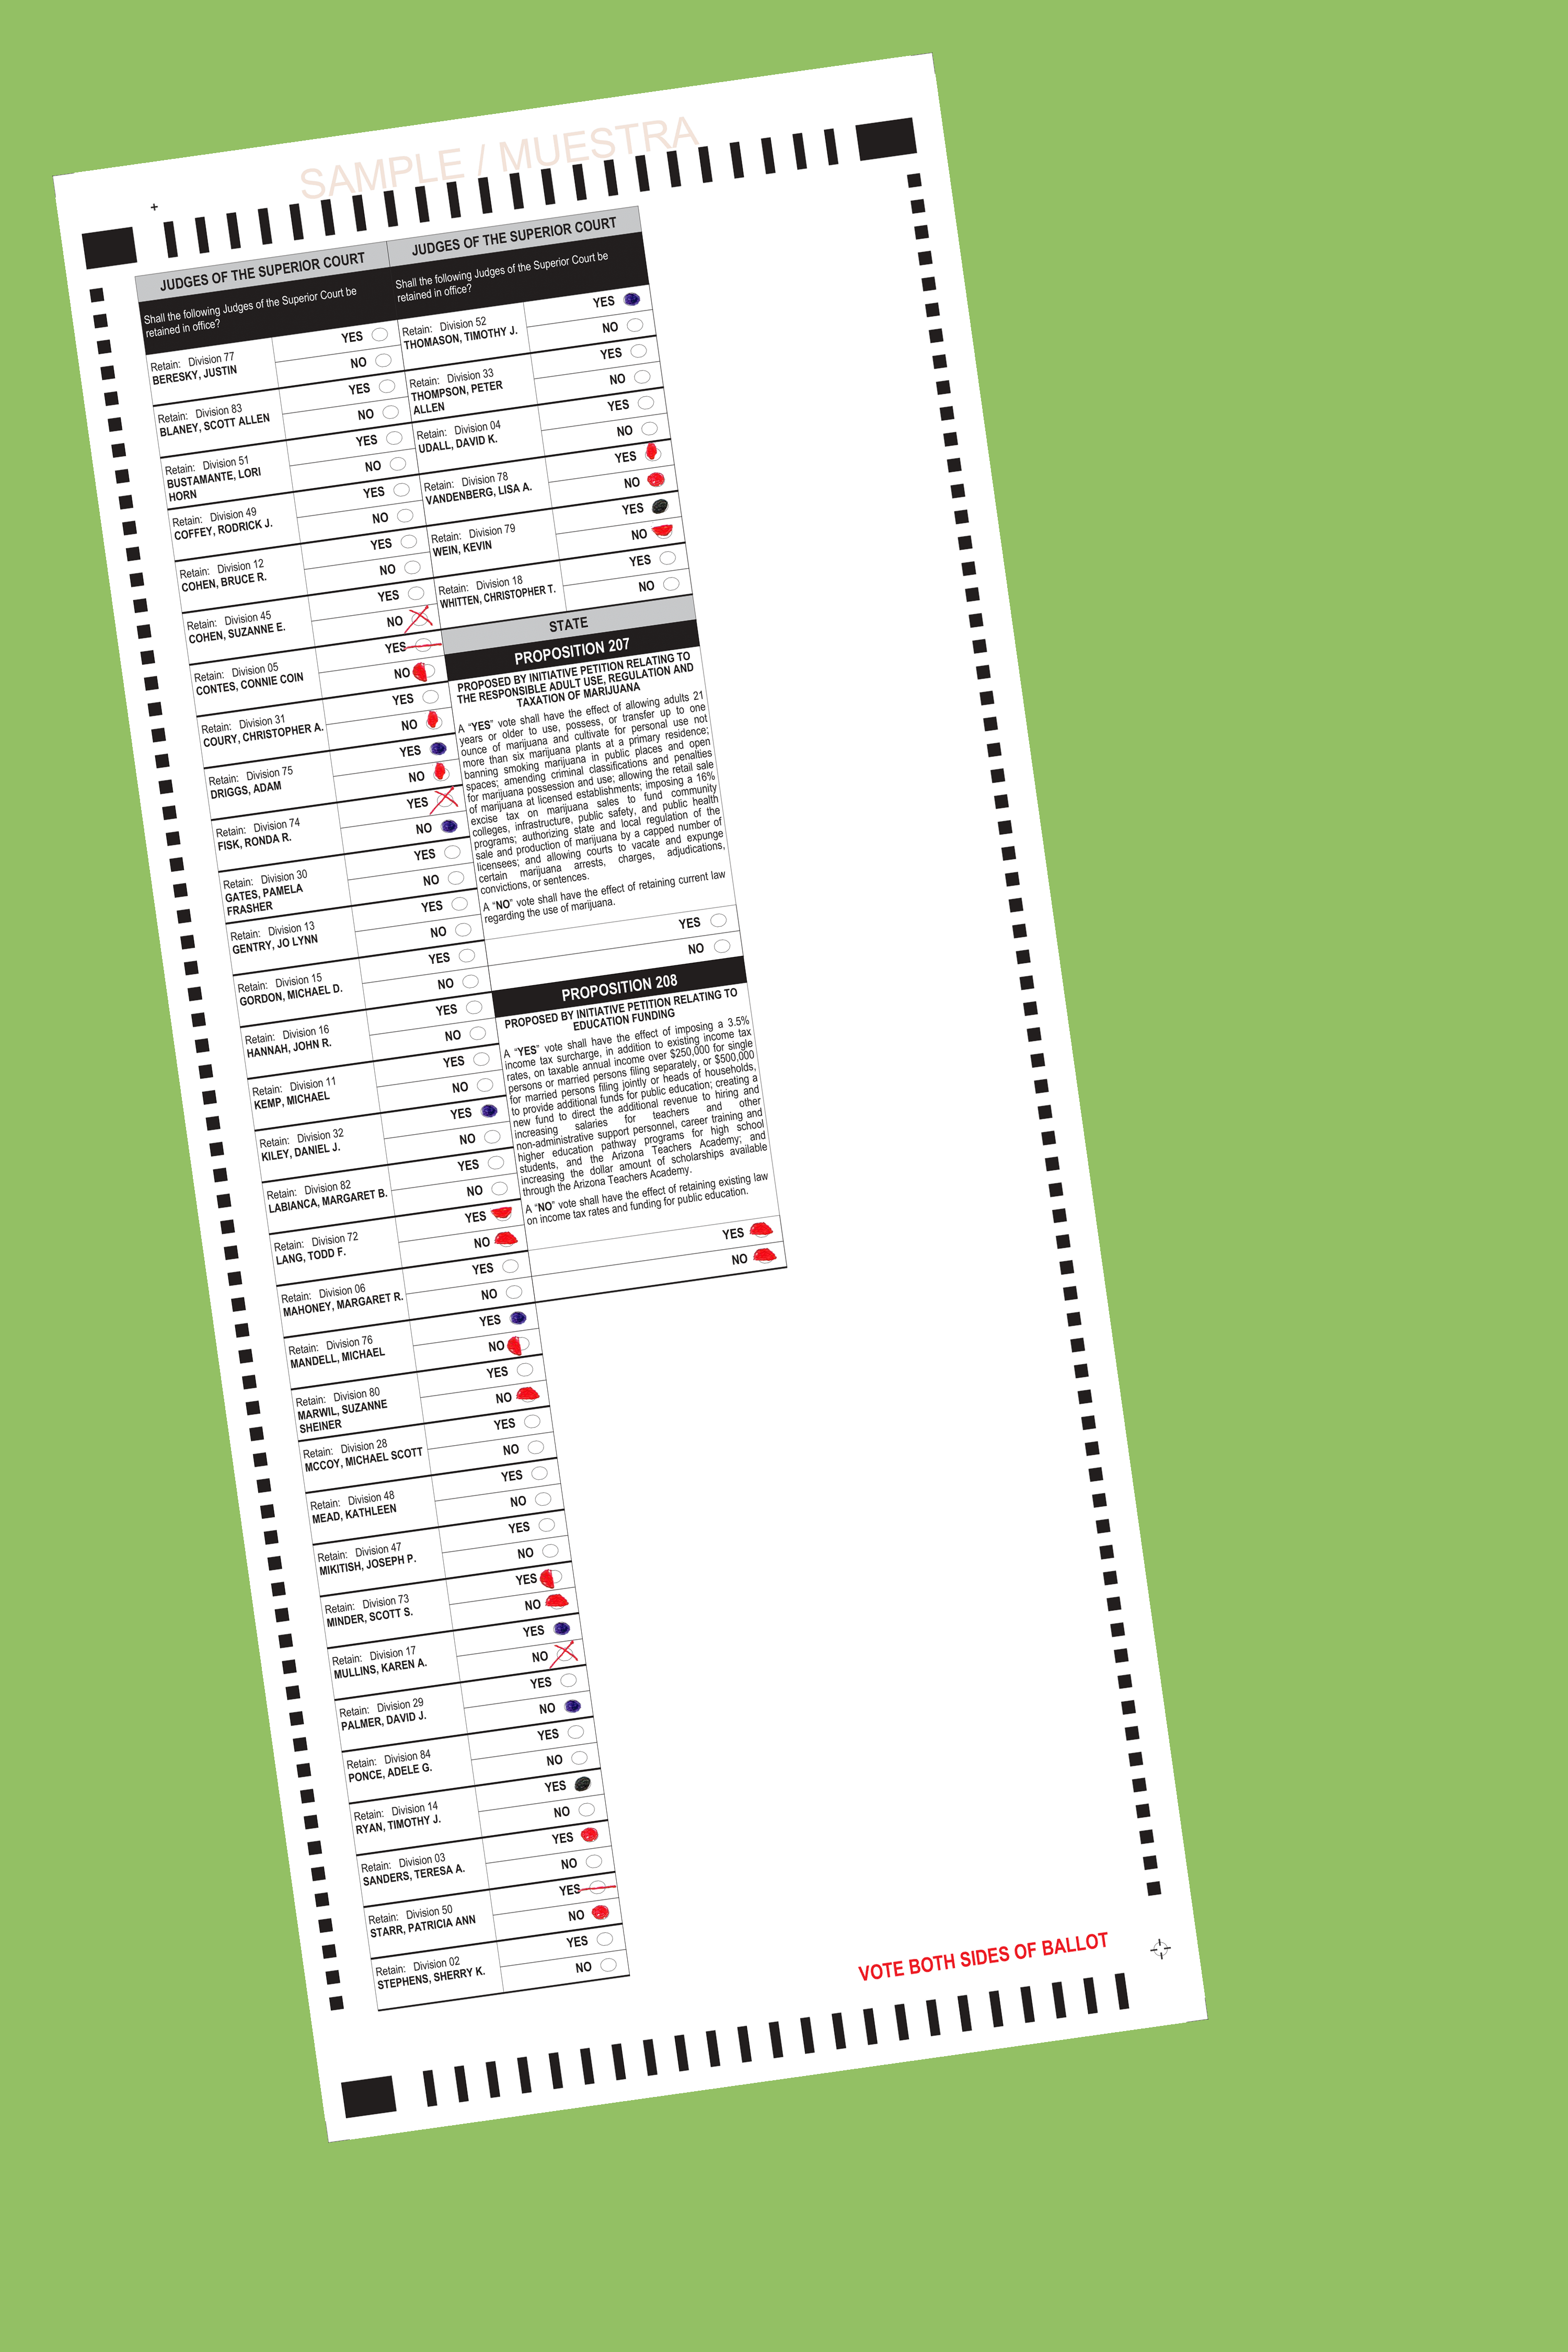 SAMPLE / MUESTRA
JUDGES OF THE SUPERIOR COURT
Shall the following Judges of the Superior Court be
retained in office?
Retain: Division 77
BERESKY, JUSTIN
YES
NO
Retain: Division 83
BLANEY, SCOTT ALLEN
YES
NO
Retain: Division 51
BUSTAMANTE, LORI
HORN
YES
NO
Retain: Division 49
COFFEY, RODRICK J.
YES
NO
Retain: Division 12
COHEN, BRUCE R.
YES
NO
Retain: Division 45
COHEN, SUZANNE E.
YES
NO
Retain: Division 05
CONTES, CONNIE COIN
YES
NO
Retain: Division 31
COURY, CHRISTOPHER A.
YES
NO
Retain: Division 75
DRIGGS, ADAM
YES
NO
Retain: Division 74
FISK, RONDA R.
YES
NO
Retain: Division 30
GATES, PAMELA
FRASHER
YES
NO
Retain: Division 13
GENTRY, JO LYNN
YES
NO
Retain: Division 15
GORDON, MICHAEL D.
YES
NO
Retain: Division 16
HANNAH, JOHN R.
YES
NO
Retain: Division 11
KEMP, MICHAEL
YES
NO
Retain: Division 32
KILEY, DANIEL J.
YES
NO
Retain: Division 82
LABIANCA, MARGARET B.
YES
NO
Retain: Division 72
LANG, TODD F.
YES
NO
Retain: Division 06
MAHONEY, MARGARET R.
YES
NO
Retain: Division 76
MANDELL, MICHAEL
YES
NO
Retain: Division 80
MARWIL, SUZANNE
SHEINER
YES
NO
Retain: Division 28
MCCOY, MICHAEL SCOTT
YES
NO
Retain: Division 48
MEAD, KATHLEEN
YES
NO
Retain: Division 47
MIKITISH, JOSEPH P.
YES
NO
Retain: Division 73
MINDER, SCOTT S.
YES
NO
Retain: Division 17
MULLINS, KAREN A.
YES
NO
Retain: Division 29
PALMER, DAVID J.
YES
NO
Retain: Division 84
PONCE, ADELE G.
YES
NO
Retain: Division 14
RYAN, TIMOTHY J.
YES
NO
Retain: Division 03
SANDERS, TERESA A.
YES
NO
Retain: Division 50
STARR, PATRICIA ANN
YES
NO
Retain: Division 02
STEPHENS, SHERRY K.
YES
NO
JUDGES OF THE SUPERIOR COURT
Shall the following Judges of the Superior Court be
retained in office?
Retain: Division 52
THOMASON, TIMOTHY J.
YES
NO
Retain: Division 33
THOMPSON, PETER
ALLEN
YES
NO
Retain: Division 04
UDALL, DAVID K.
YES
NO
Retain: Division 78
VANDENBERG, LISA A.
YES
NO
Retain: Division 79
WEIN, KEVIN
YES
NO
Retain: Division 18
WHITTEN, CHRISTOPHER T.
YES
NO
STATE
PROPOSITION 207
PROPOSED BY INITIATIVE PETITION RELATING TO
THE RESPONSIBLE ADULT USE, REGULATION AND
TAXATION OF MARIJUANA
A “YES” vote shall have the effect of allowing adults 21
years or older to use, possess, or transfer up to one
ounce of marijuana and cultivate for personal use not
more than six marijuana plants at a primary residence;
banning smoking marijuana in public places and open
spaces; amending criminal classifications and penalties
for marijuana possession and use; allowing the retail sale
of marijuana at licensed establishments; imposing a 16%
excise tax on marijuana sales to fund community
colleges, infrastructure, public safety, and public health
programs; authorizing state and local regulation of the
sale and production of marijuana by a capped number of
licensees; and allowing courts to vacate and expunge
certain marijuana arrests, charges, adjudications,
convictions, or sentences.
A “NO” vote shall have the effect of retaining current law
regarding the use of marijuana.
YES
NO
PROPOSITION 208
PROPOSED BY INITIATIVE PETITION RELATING TO
EDUCATION FUNDING
A “YES” vote shall have the effect of imposing a 3.5%
income tax surcharge, in addition to existing income tax
rates, on taxable annual income over $250,000 for single
persons or married persons filing separately, or $500,000
for married persons filing jointly or heads of households,
to provide additional funds for public education; creating a
new fund to direct the additional revenue to hiring and
increasing salaries for teachers and other
non-administrative support personnel, career training and
higher education pathway programs for high school
students, and the Arizona Teachers Academy; and
increasing the dollar amount of scholarships available
through the Arizona Teachers Academy.
A “NO” vote shall have the effect of retaining existing law
on income tax rates and funding for public education.
YES
NO
VOTE BOTH SIDES OF BALLOT